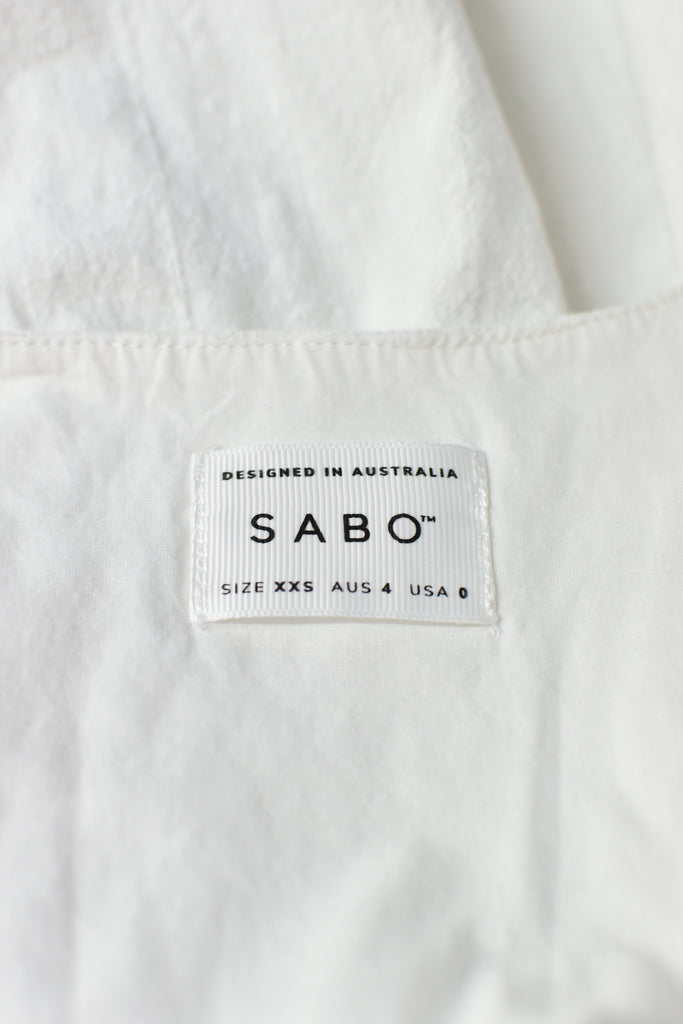 DESIGNED IN AUSTRALIA
SABO™
SIZE XXS AUS 4 USA 0